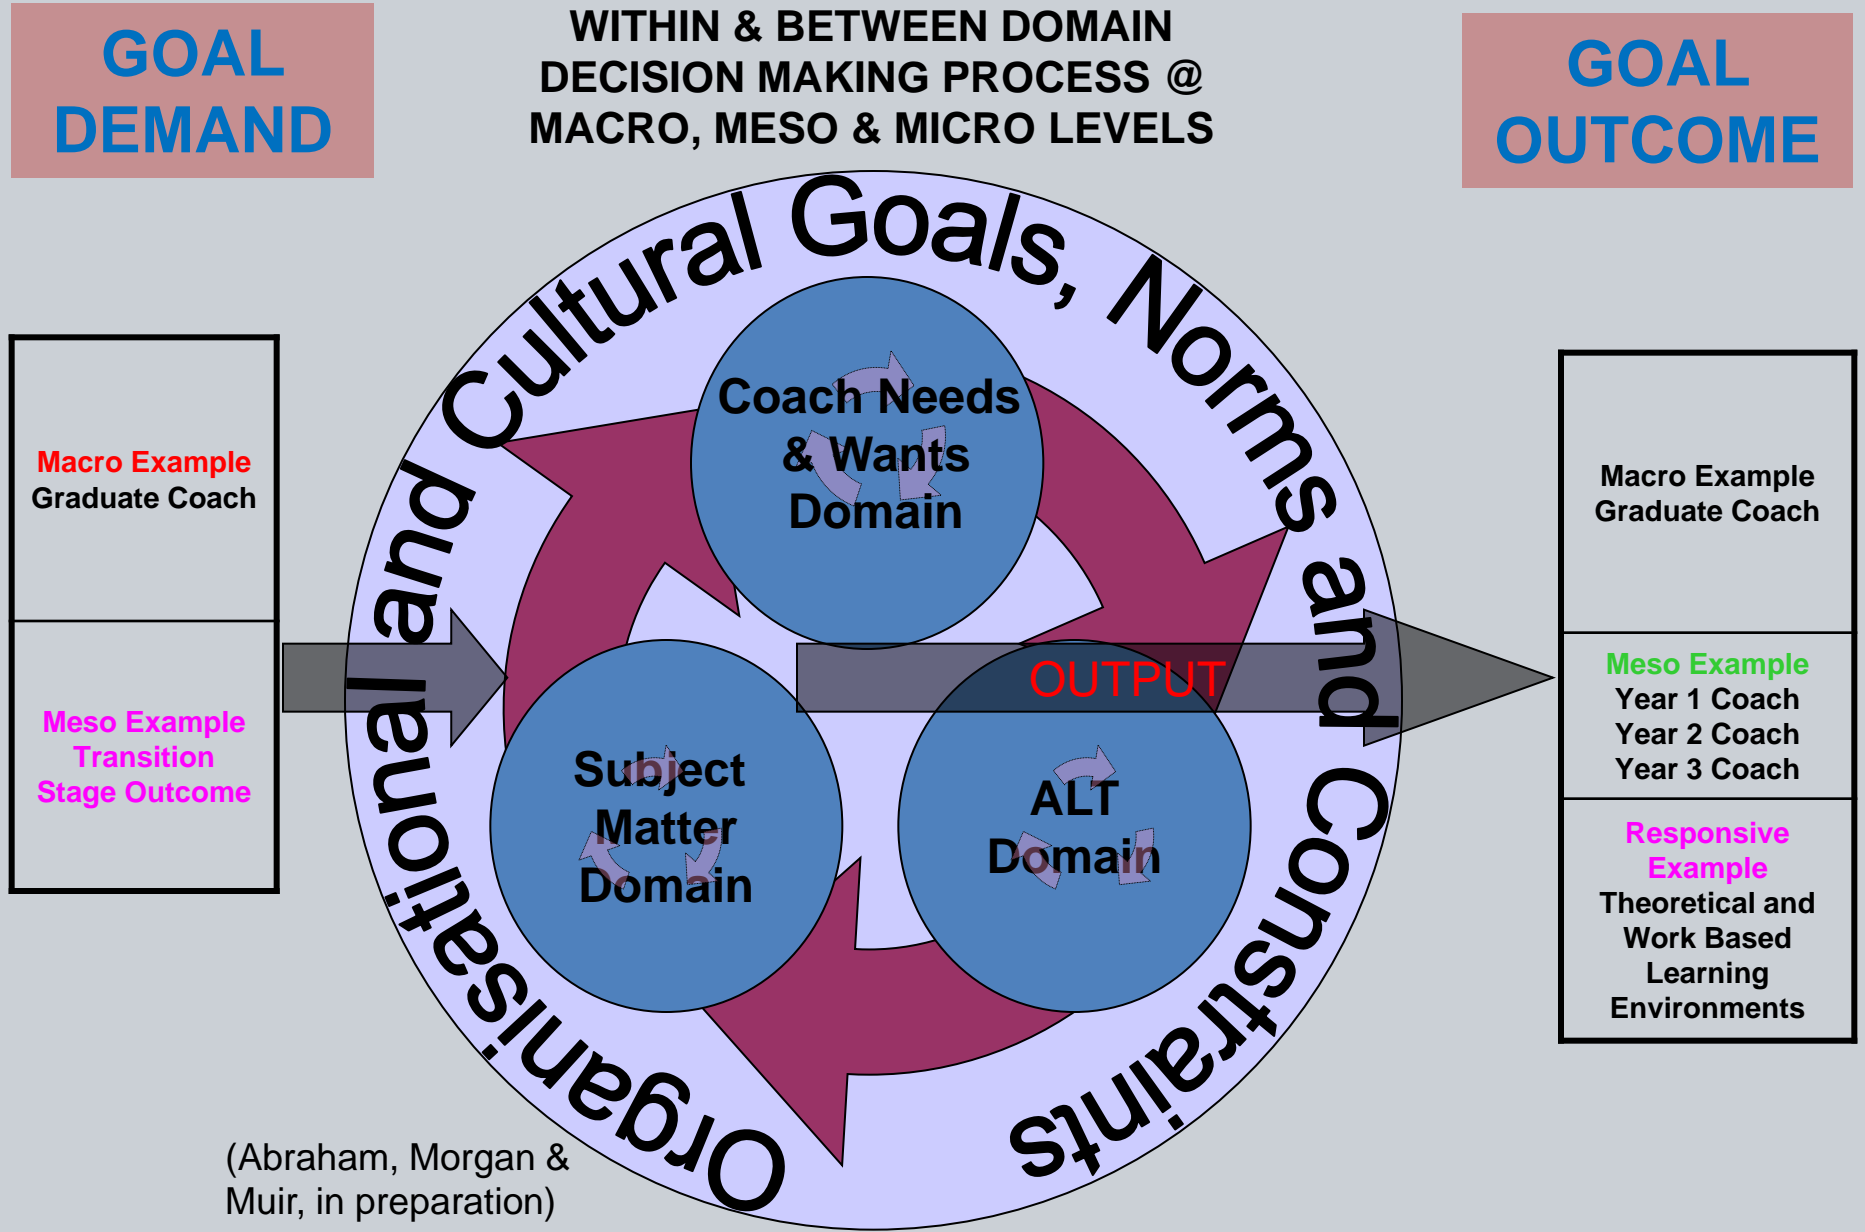 GOAL
DEMAND
WITHIN & BETWEEN DOMAIN
DECISION MAKING PROCESS @
MACRO, MESO & MICRO LEVELS
GOAL
OUTCOME
Organisational and Cultural Goals, Norms and Constraints
Macro Example
Graduate Coach
Meso Example
Transition
Stage Outcome
Coach Needs
& Wants
Domain
OUTPUT
Subject
Matter
Domain
ALT
Domain
Macro Example
Graduate Coach
Meso Example
Year 1 Coach
Year 2 Coach
Year 3 Coach
Responsive
Example
Theoretical and
Work Based
Learning
Environments
(Abraham, Morgan &
Muir, in preparation)